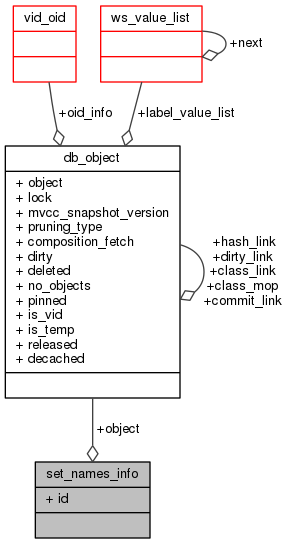 vid_oid
ws_value_list
+next
+oid_info
+label_value_list
db_object
+ object
+ lock
+ mvcc_snapshot_version
+ pruning_type
+ composition_fetch
+ dirty
+ deleted
+ no_objects
+ pinned
+ is_vid
+ is_temp
+ released
+ decached
+hash_link
+dirty_link
+class_link
+class_mop
+commit_link
+object
set_names_info
+ id